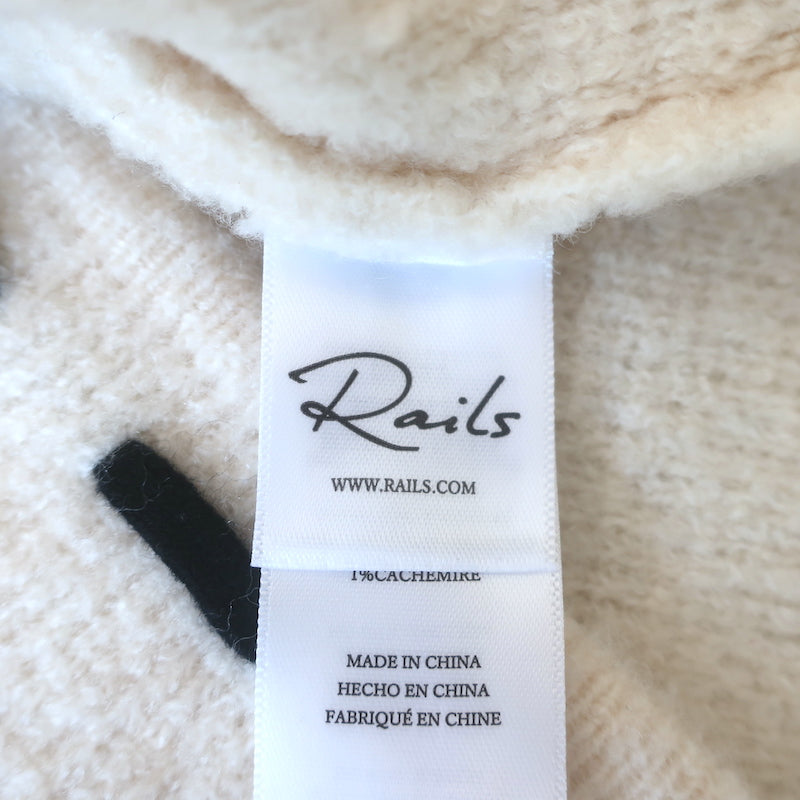 Rails
WWW.RAILS.COM
1%CACHEMIRE
MADE IN CHINA
HECHO EN CHINA
FABRIQUÉ EN CHINE